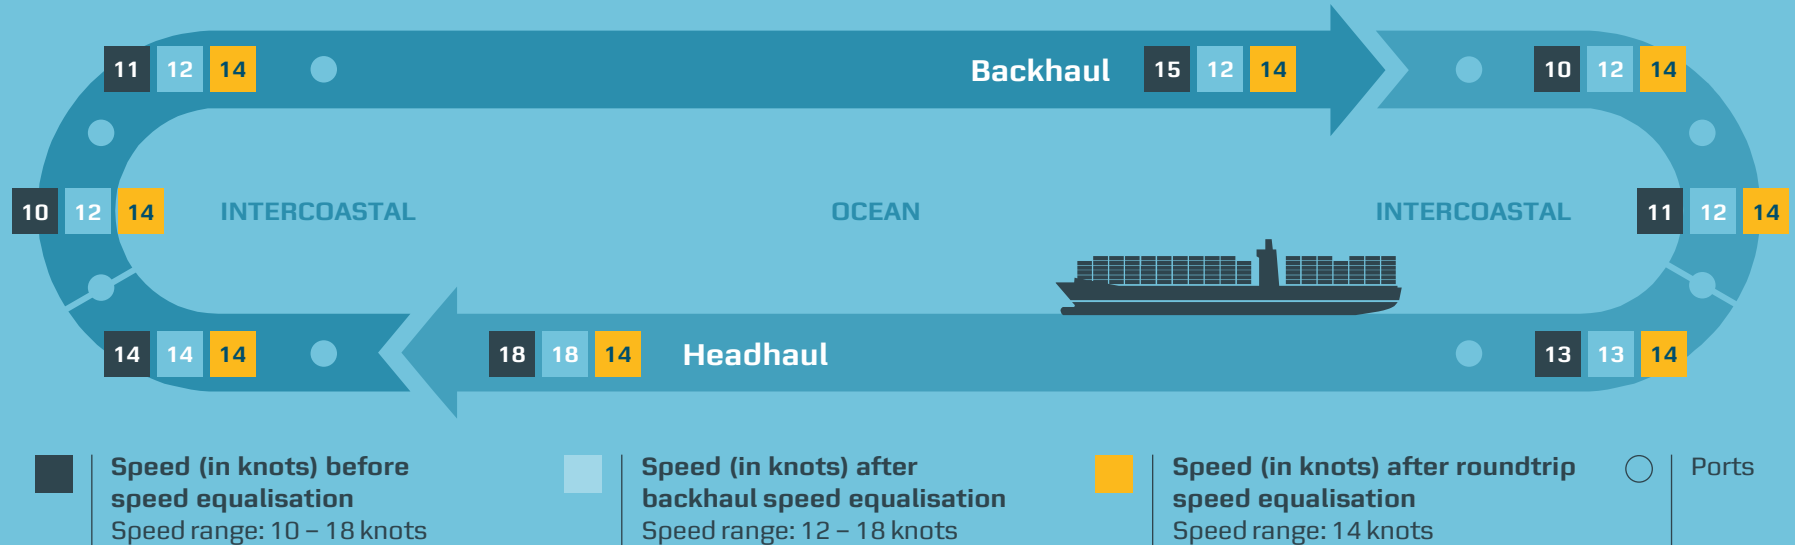 11 12 14
Backhaul 15 12 14
10 12 14
10 12 14
INTERCOASTAL
OCEAN
INTERCOASTAL
11 12 14
14 14 14
18 18 14 Headhaul
13 13 14
Speed (in knots) before
speed equalisation
Speed range: 10 – 18 knots
Speed (in knots) after
backhaul speed equalisation
Speed range: 12 – 18 knots
Speed (in knots) after roundtrip
speed equalisation
Speed range: 14 knots
Ports